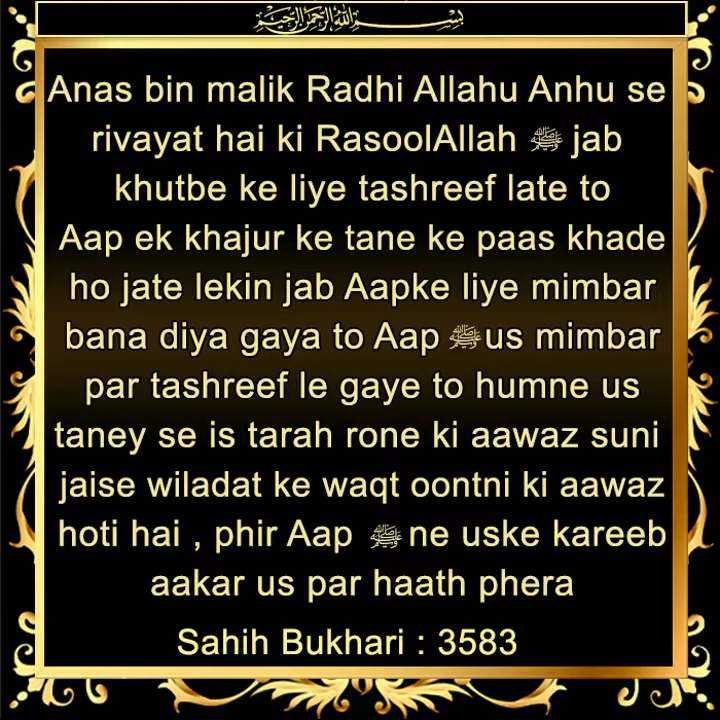 بسم الله الرحمن الرحيم
Anas bin malik Radhi Allahu Anhu se
rivayat hai ki RasoolAllah ﷺ jab
khutbe ke liye tashreef late to
Aap ek khajur ke tane ke paas khade
ho jate lekin jab Aapke liye mimbar
bana diya gaya to Aap ﷺ us mimbar
par tashreef le gaye to humne us
taney se is tarah rone ki aawaz suni
jaise wiladat ke waqt oontni ki aawaz
hoti hai , phir Aap ﷺ ne uske kareeb
aakar us par haath phera
Sahih Bukhari : 3583